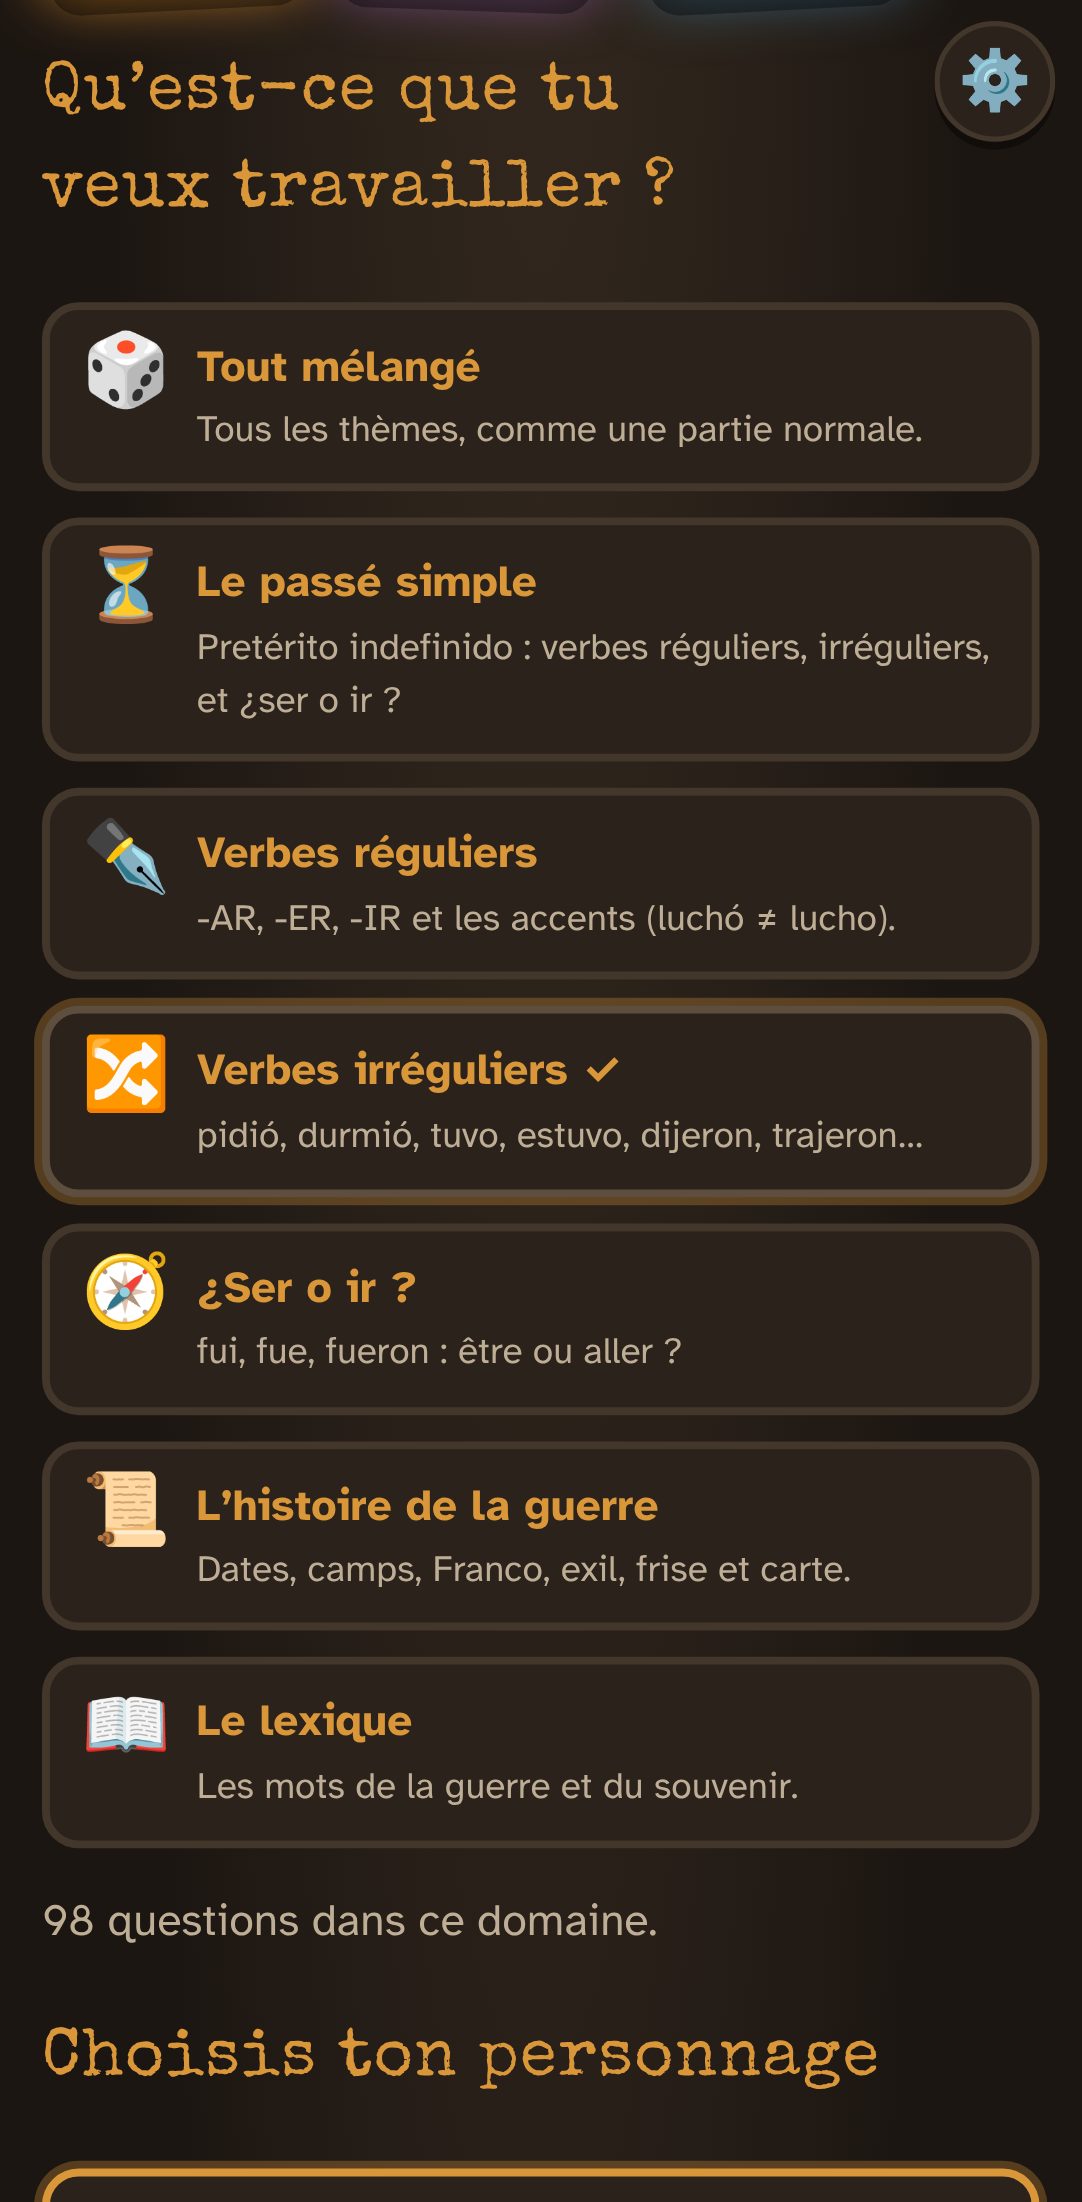 Qu’est-ce que tu
veux travailler ?
Tout mélangé
Tous les thèmes, comme une partie normale.
Le passé simple
Pretérito indefinido : verbes réguliers, irréguliers,
et ¿ser o ir ?
Verbes réguliers
-AR, -ER, -IR et les accents (luchó ≠ lucho).
Verbes irréguliers ✓
pidió, durmió, tuvo, estuvo, dijeron, trajeron…
¿Ser o ir ?
fui, fue, fueron : être ou aller ?
L’histoire de la guerre
Dates, camps, Franco, exil, frise et carte.
Le lexique
Les mots de la guerre et du souvenir.
98 questions dans ce domaine.
Choisis ton personnage